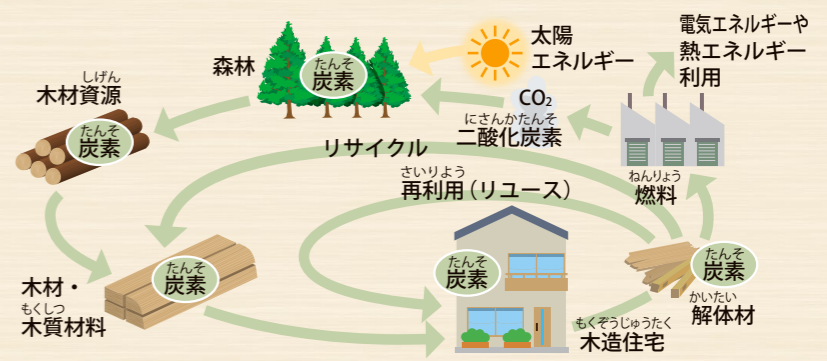 太陽
エネルギー
電気エネルギーや
熱エネルギー
利用
森林
たんそ
炭素
CO₂
にさんかたんそ
二酸化炭素
しげん
木材資源
たんそ
炭素
リサイクル
さいりよう
再利用(リユース)
ねんりょう
燃料
木材・
もくしつ
木質材料
たんそ
炭素
たんそ
炭素
もくぞうじゅうたく
木造住宅
たんそ
炭素
かいたい
解体材